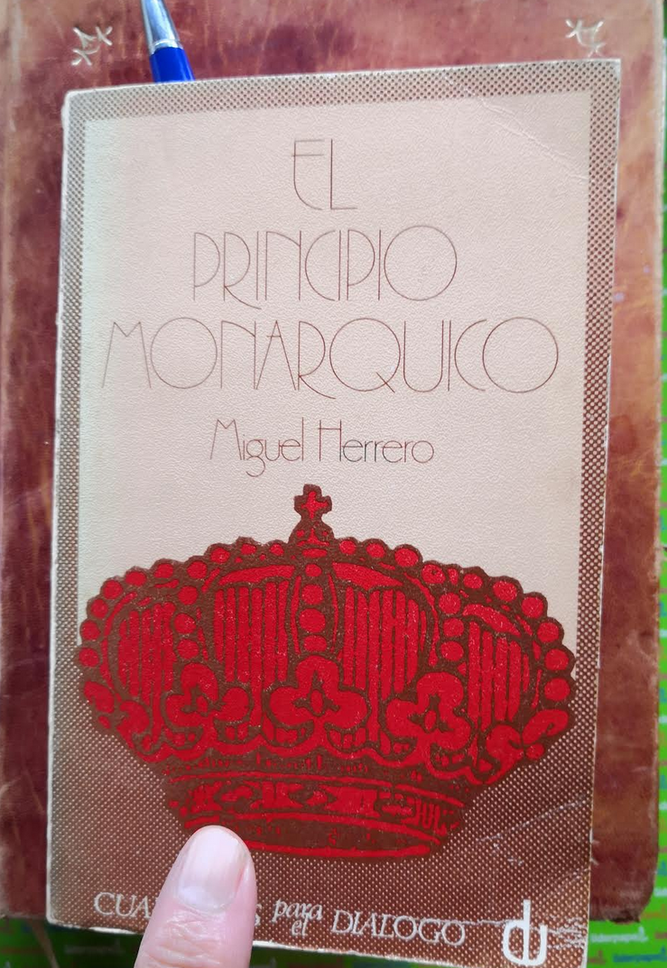 EL
PRINCIPIO
MONARQUICO
Miguel Herrero
para el DIALOGO